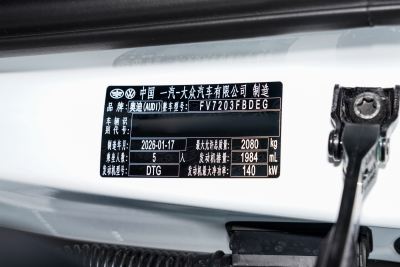 中国 一汽-大众汽车有限公司 制造
品牌 奥迪(AUDI) 整车型号: FV7203FBDEG
车辆识别代号
制造年月 2026-01-17 最大允许总质量 2080 kg
乘坐人数 5 人 发动机排量 1984 mL
发动机型号 DTG 发动机最大净功率 140 kW